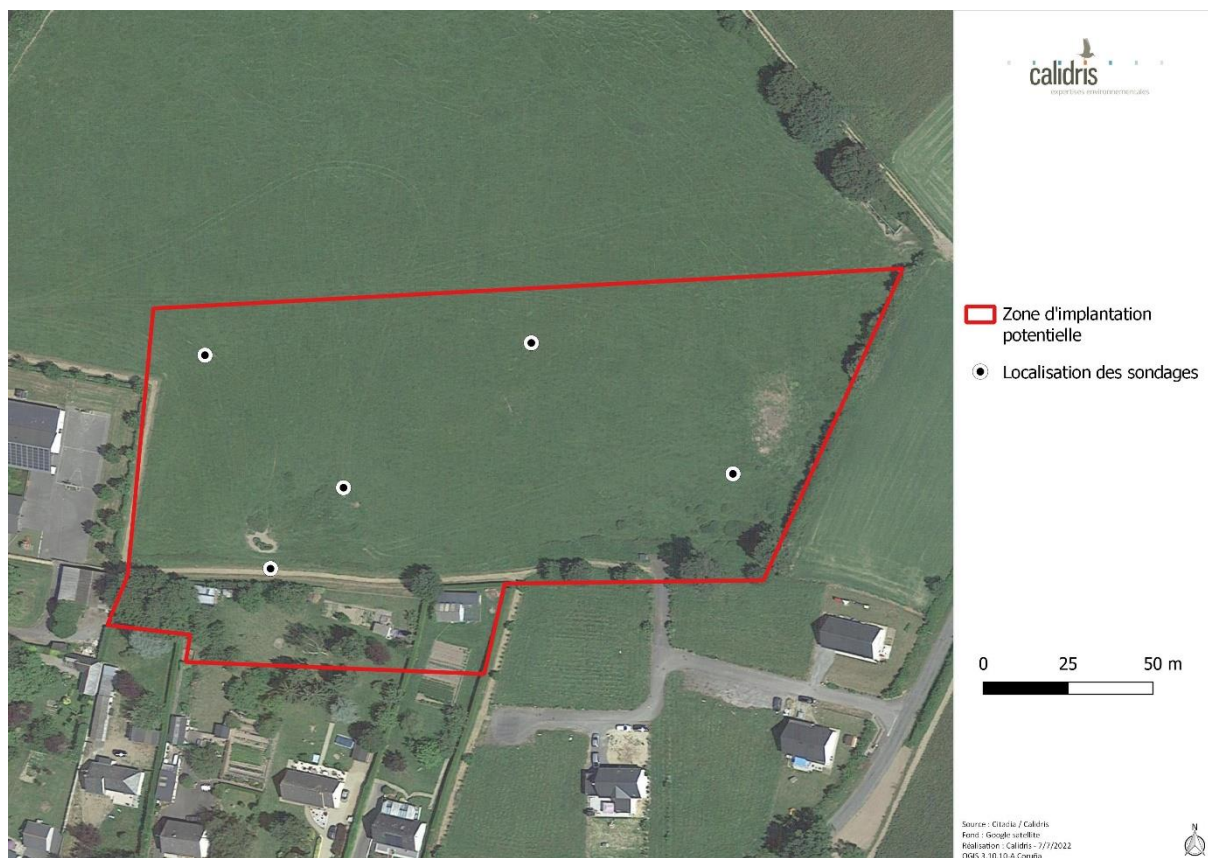 calidris
expertises environnementales
Zone d'implantation
potentielle
Localisation des sondages
0 25 50 m
Source : Citadia / Calidris
Fond : Google satellite
Réalisation : Calidris - 7/7/2022
QGIS 3.10.10-A Coruña
N